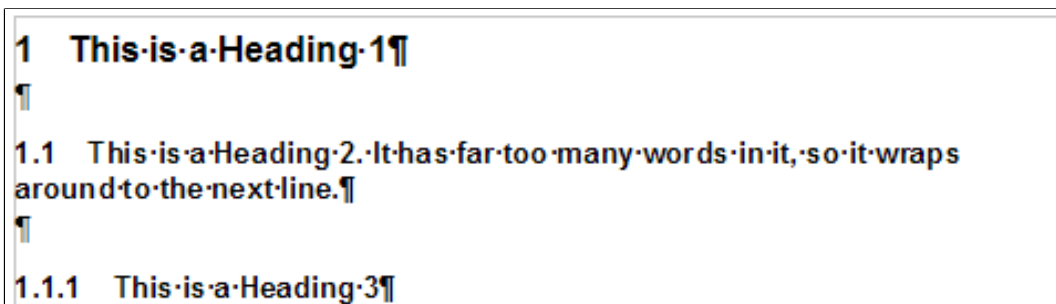 1 This·is·a·Heading·1¶
¶
1.1 This·is·a·Heading·2.·It·has·far·too·many·words·in·it,·so·it·wraps
around·to·the·next·line.¶
¶
1.1.1 This·is·a·Heading·3¶